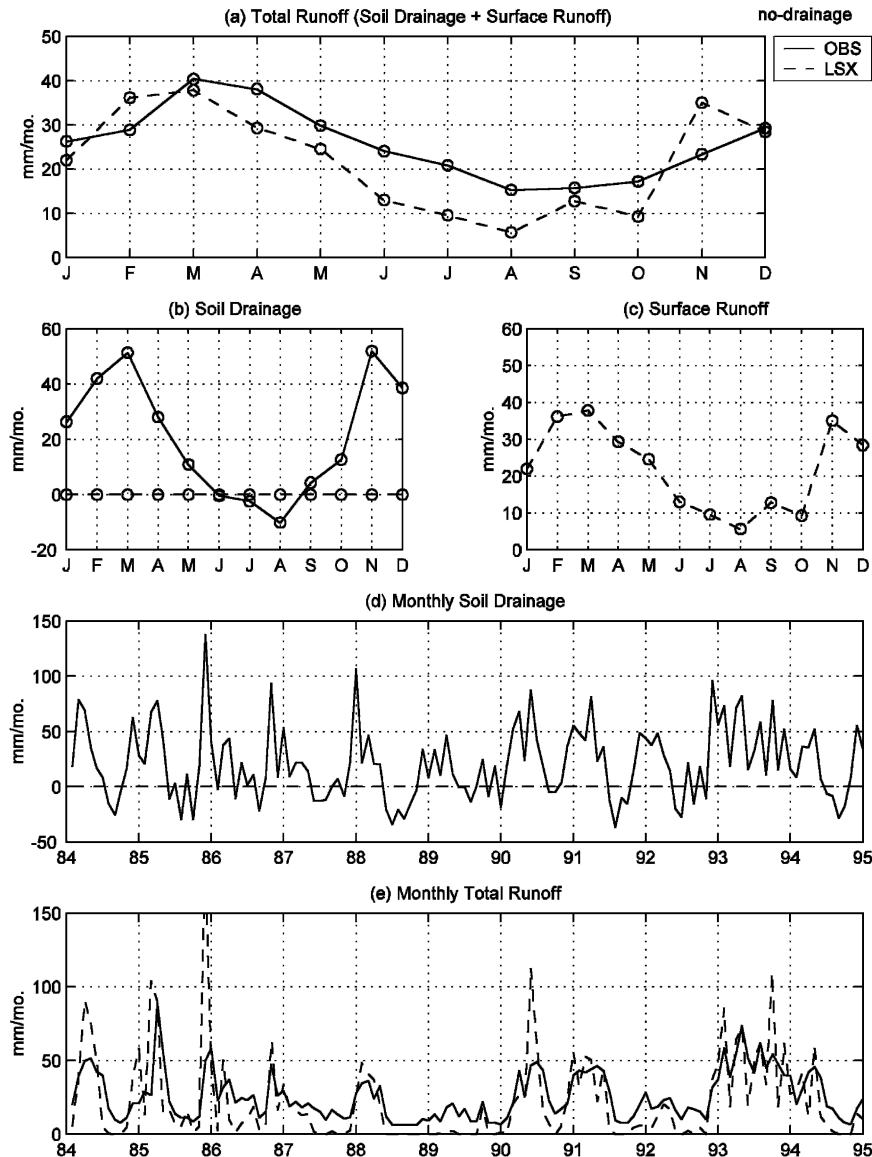 (a) Total Runoff (Soil Drainage + Surface Runoff)
no-drainage
OBS
LSX
mm/mo.
50
40
30
20
10
0
J F M A M J J A S O N D
(b) Soil Drainage
mm/mo.
60
40
20
0
-20
J F M A M J J A S O N D
(c) Surface Runoff
mm/mo.
60
50
40
30
20
10
0
J F M A M J J A S O N D
(d) Monthly Soil Drainage
mm/mo.
150
100
50
0
-50
84 85 86 87 88 89 90 91 92 93 94 95
(e) Monthly Total Runoff
mm/mo.
150
100
50
0
84 85 86 87 88 89 90 91 92 93 94 95